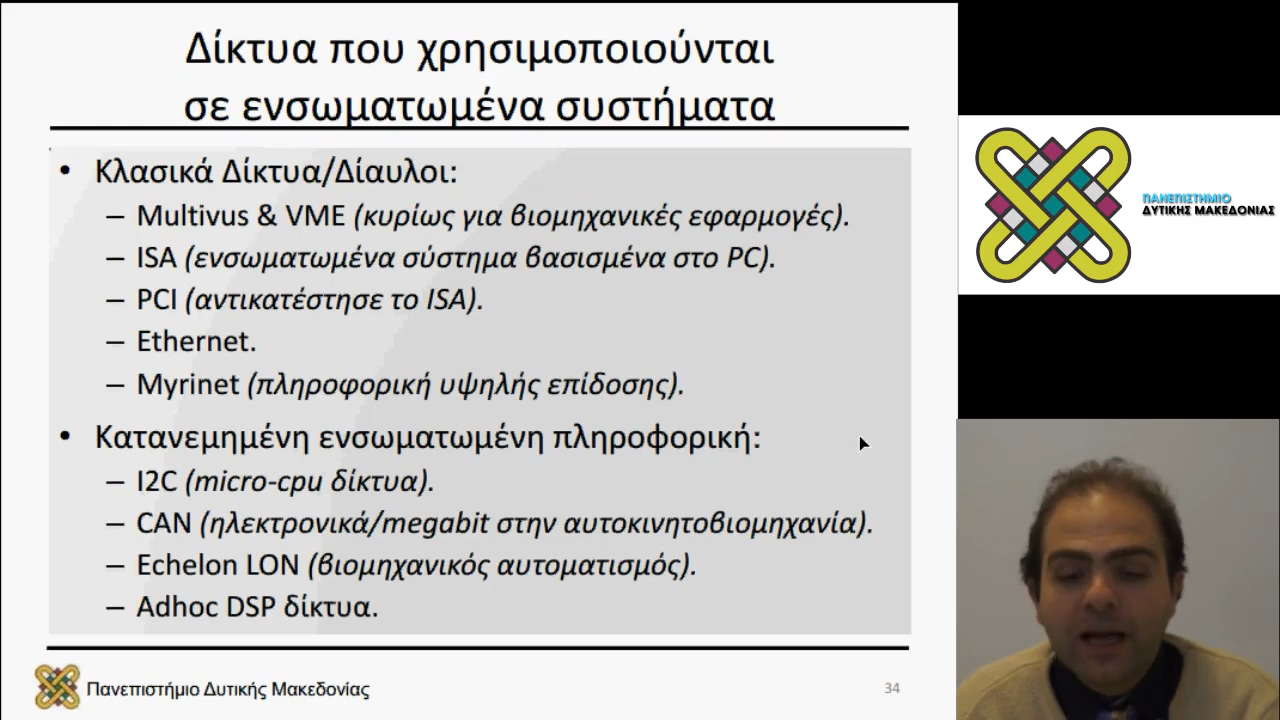 Δίκτυα που χρησιμοποιούνται
σε ενσωματωμένα συστήματα
• Κλασικά Δίκτυα/Δίαυλοι:
– Multivus & VME (κυρίως για βιομηχανικές εφαρμογές).
– ISA (ενσωματωμένα σύστημα βασισμένα στο PC).
– PCI (αντικατέστησε το ISA).
– Ethernet.
– Myrinet (πληροφορική υψηλής επίδοσης).
• Κατανεμημένη ενσωματωμένη πληροφορική:
– I2C (micro-cpu δίκτυα).
– CAN (ηλεκτρονικά/megabit στην αυτοκινητοβιομηχανία).
– Echelon LON (βιομηχανικός αυτοματισμός).
– Adhoc DSP δίκτυα.
Πανεπιστήμιο Δυτικής Μακεδονίας
34
ΠΑΝΕΠΙΣΤΗΜΙΟ
ΔΥΤΙΚΗΣ ΜΑΚΕΔΟΝΙΑΣ